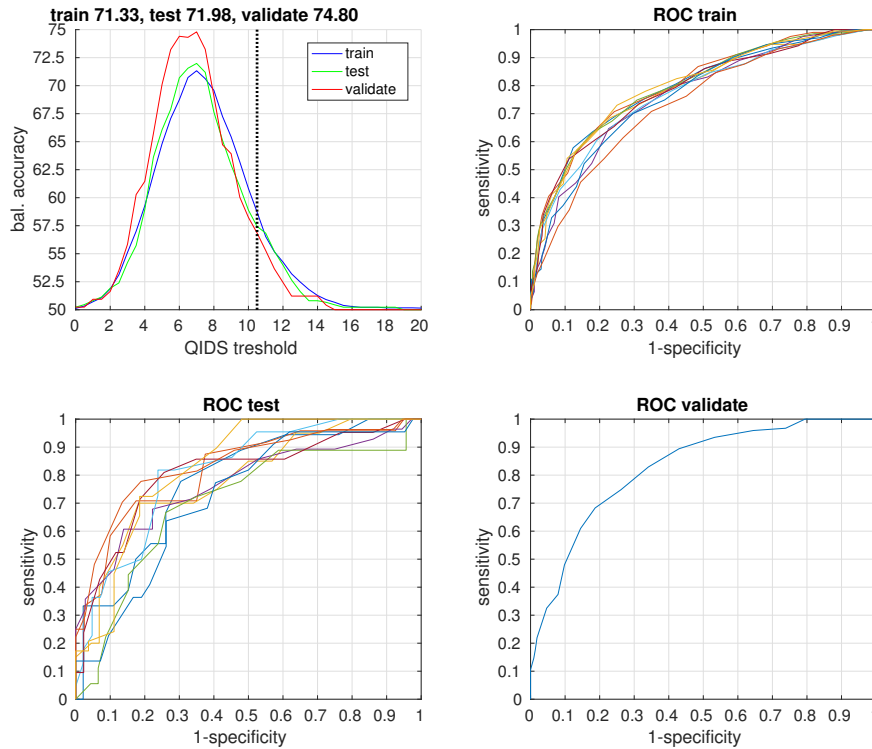 train 71.33, test 71.98, validate 74.80
75
72.5
70
67.5
65
62.5
60
57.5
55
52.5
50
bal. accuracy
train
test
validate
0 2 4 6 8 10 12 14 16 18 20
QIDS treshold
ROC train
1
0.9
0.8
0.7
0.6
0.5
0.4
0.3
0.2
0.1
0
sensitivity
0 0.1 0.2 0.3 0.4 0.5 0.6 0.7 0.8 0.9
1-specificity
ROC test
1
0.9
0.8
0.7
0.6
0.5
0.4
0.3
0.2
0.1
0
sensitivity
0 0.1 0.2 0.3 0.4 0.5 0.6 0.7 0.8 0.9 1
1-specificity
ROC validate
1
0.9
0.8
0.7
0.6
0.5
0.4
0.3
0.2
0.1
0
sensitivity
0 0.1 0.2 0.3 0.4 0.5 0.6 0.7 0.8 0.9
1-specificity